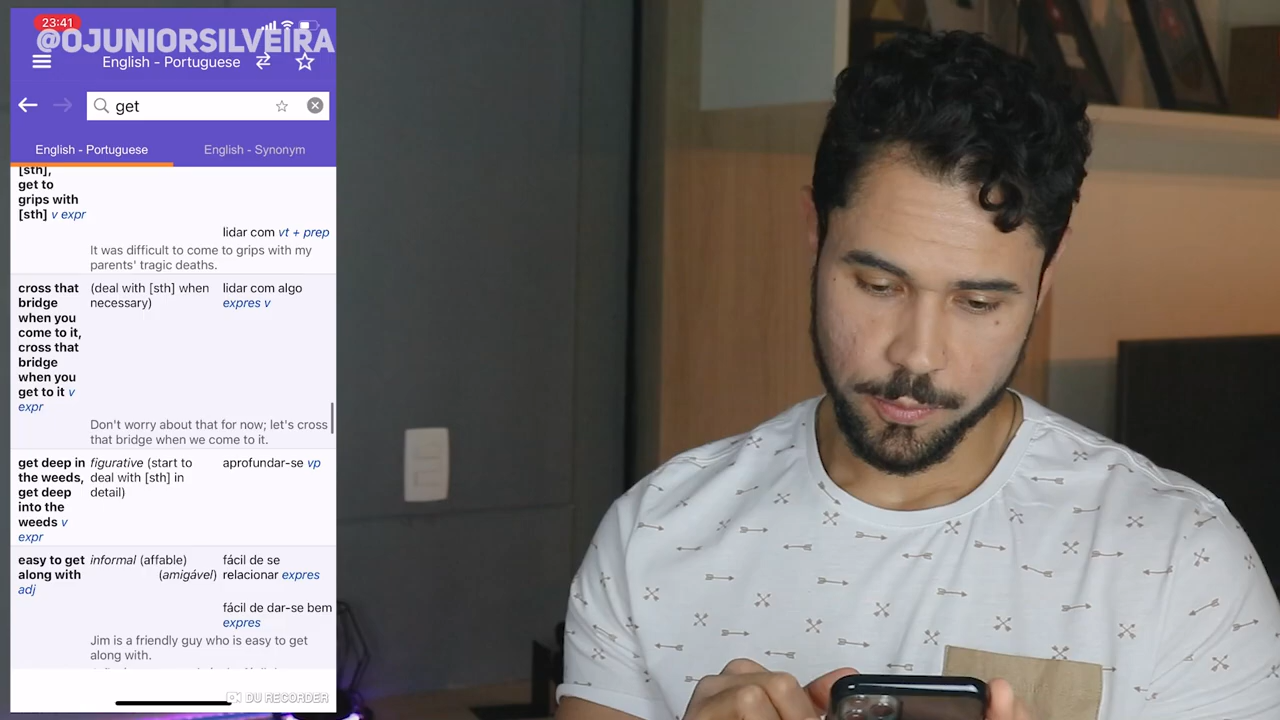 23:41
@OJUNIORSILVEIRA
English - Portuguese
get
English - Portuguese
English - Synonym
[sth],
get to
grips with
[sth] v expr
lidar com vt + prep
It was difficult to come to grips with my
parents' tragic deaths.
cross that
bridge
when you
come to it,
cross that
bridge
when you
get to it v
expr
(deal with [sth] when
necessary)
lidar com algo
expres v
Don't worry about that for now; let's cross
that bridge when we come to it.
get deep in
the weeds,
get deep
into the
weeds v
expr
figurative (start to
deal with [sth] in
detail)
aprofundar-se vp
easy to get
along with
adj
informal (affable)
(amigável)
fácil de se
relacionar expres
fácil de dar-se bem
expres
Jim is a friendly guy who is easy to get
along with.
DU RECORDER